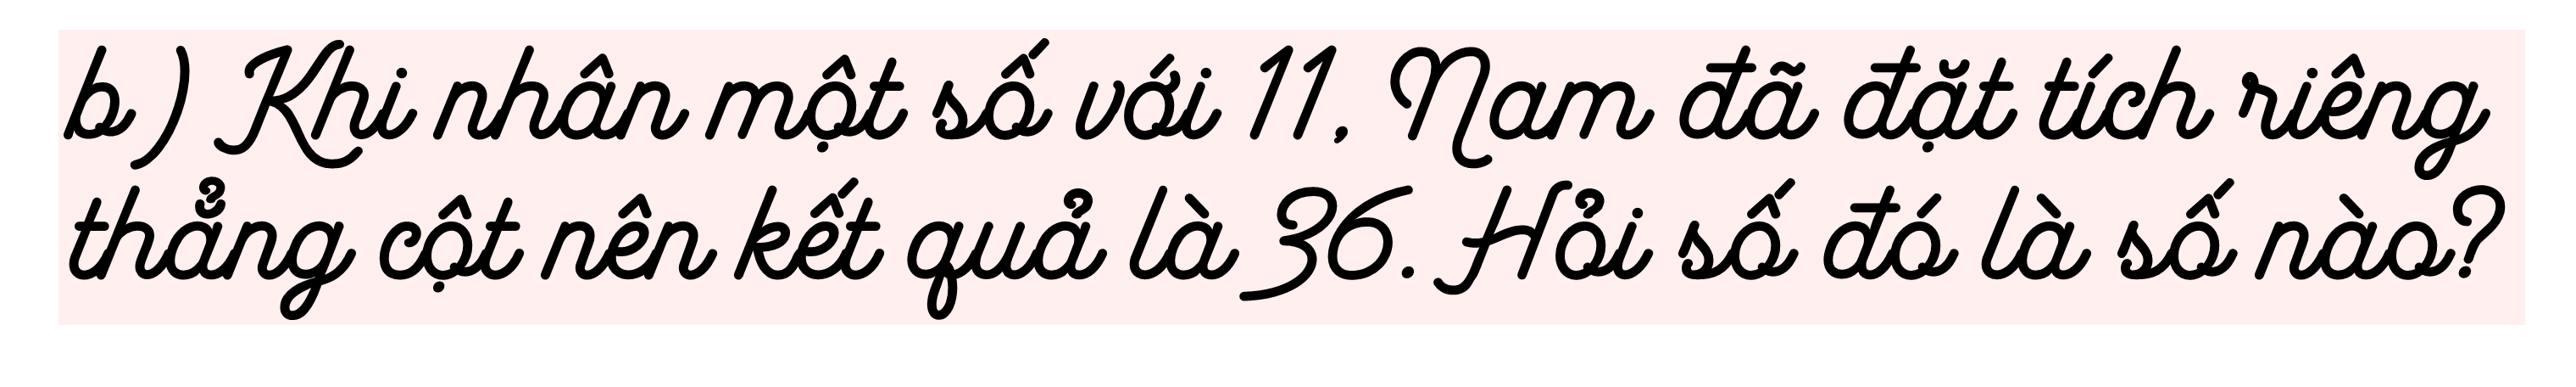 b) Khi nhân một số với 11, Nam đã đặt tích riêng
thẳng cột nên kết quả là 36. Hỏi số đó là số nào?